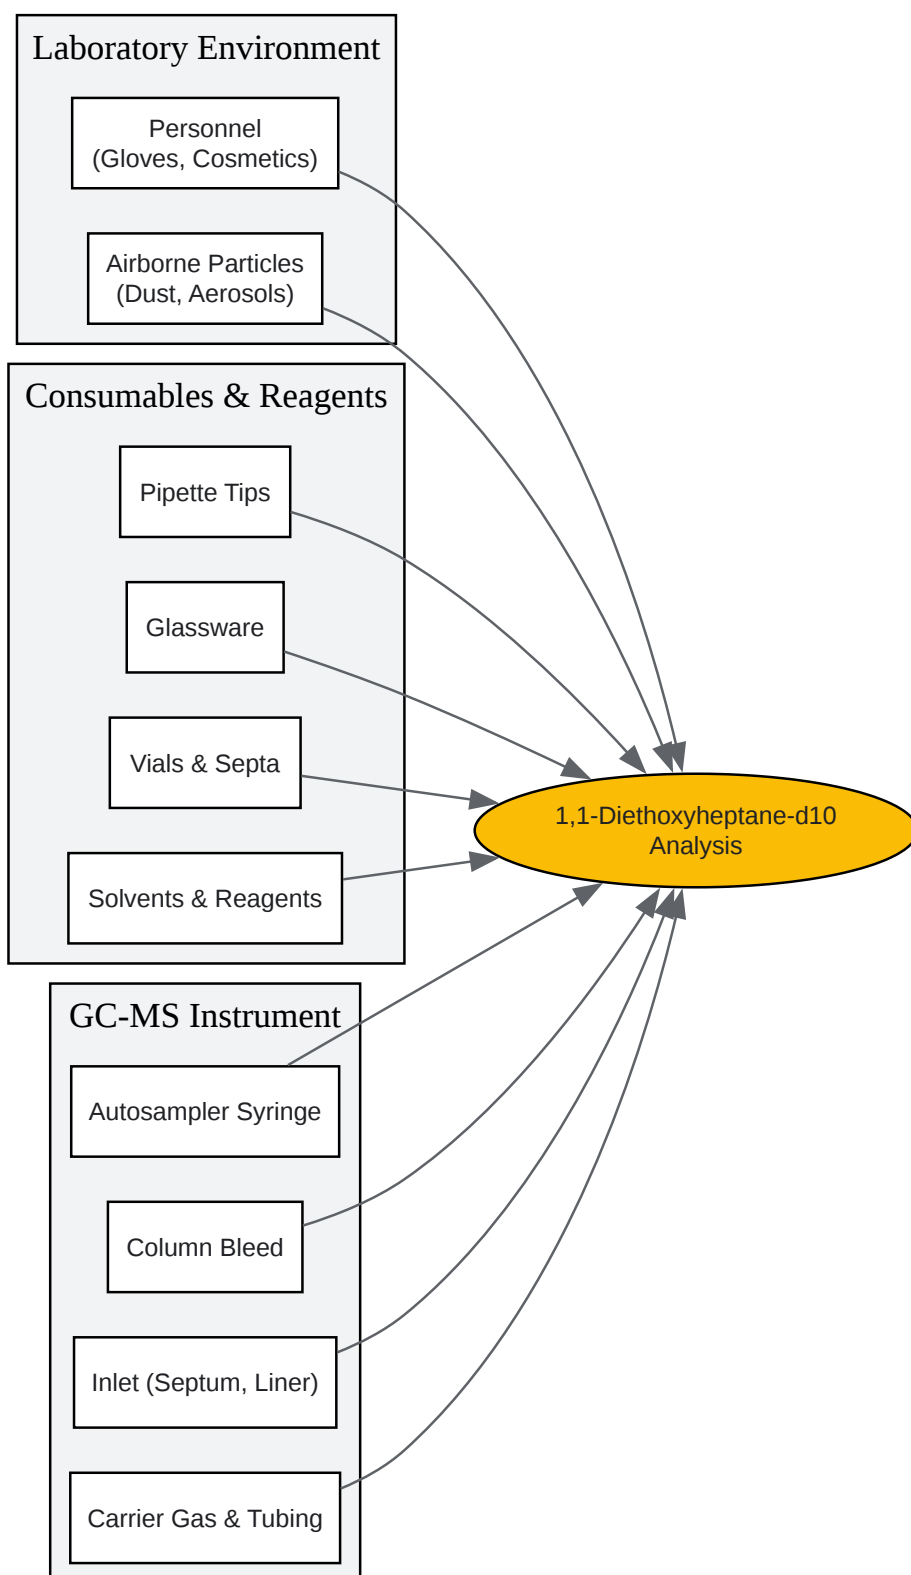 Laboratory Environment
Personnel
(Gloves, Cosmetics)
Airborne Particles
(Dust, Aerosols)
Consumables & Reagents
Pipette Tips
Glassware
Vials & Septa
Solvents & Reagents
GC-MS Instrument
Autosampler Syringe
Column Bleed
Inlet (Septum, Liner)
Carrier Gas & Tubing
1,1-Diethoxyheptane-d10
Analysis